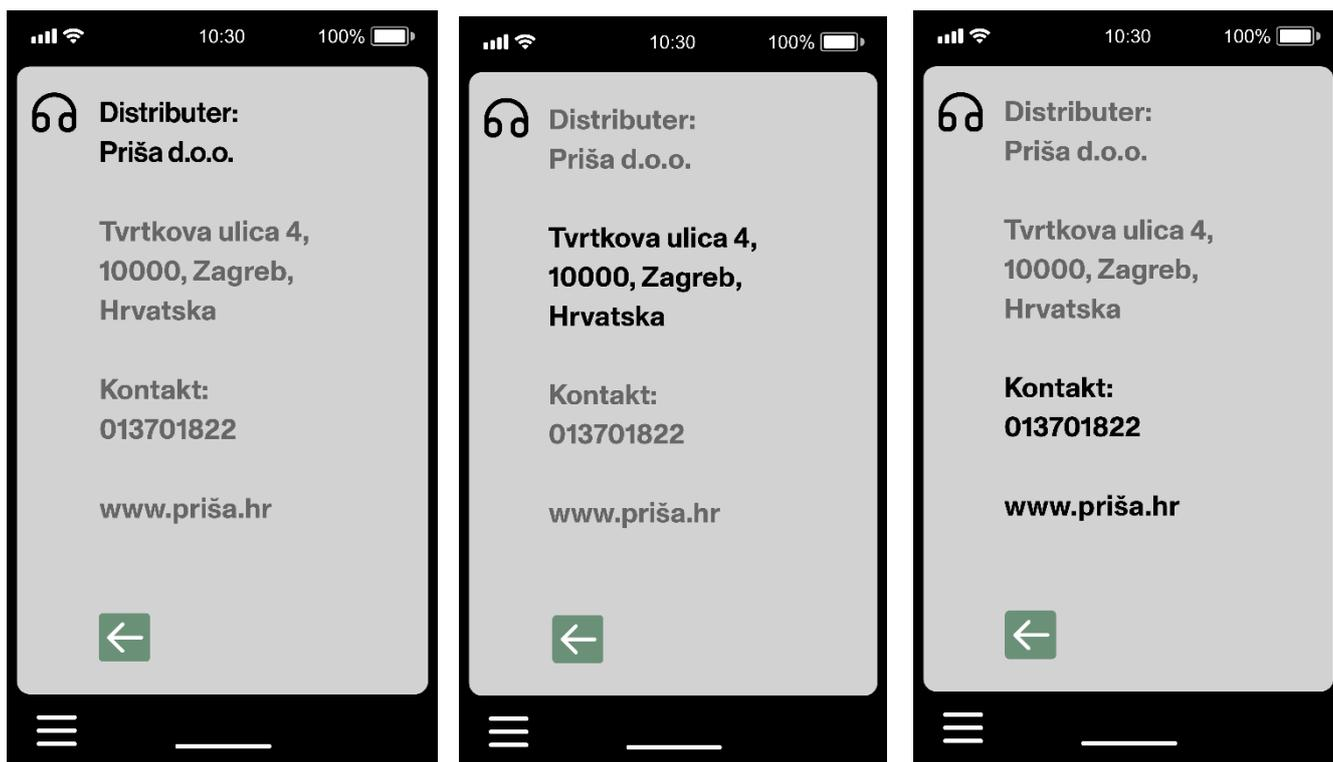 10:30 100%
Distributer:
Priša d.o.o.
Tvrtkova ulica 4,
10000, Zagreb,
Hrvatska
Kontakt:
013701822
www.priša.hr
10:30 100%
Distributer:
Priša d.o.o.
Tvrtkova ulica 4,
10000, Zagreb,
Hrvatska
Kontakt:
013701822
www.priša.hr
10:30 100%
Distributer:
Priša d.o.o.
Tvrtkova ulica 4,
10000, Zagreb,
Hrvatska
Kontakt:
013701822
www.priša.hr